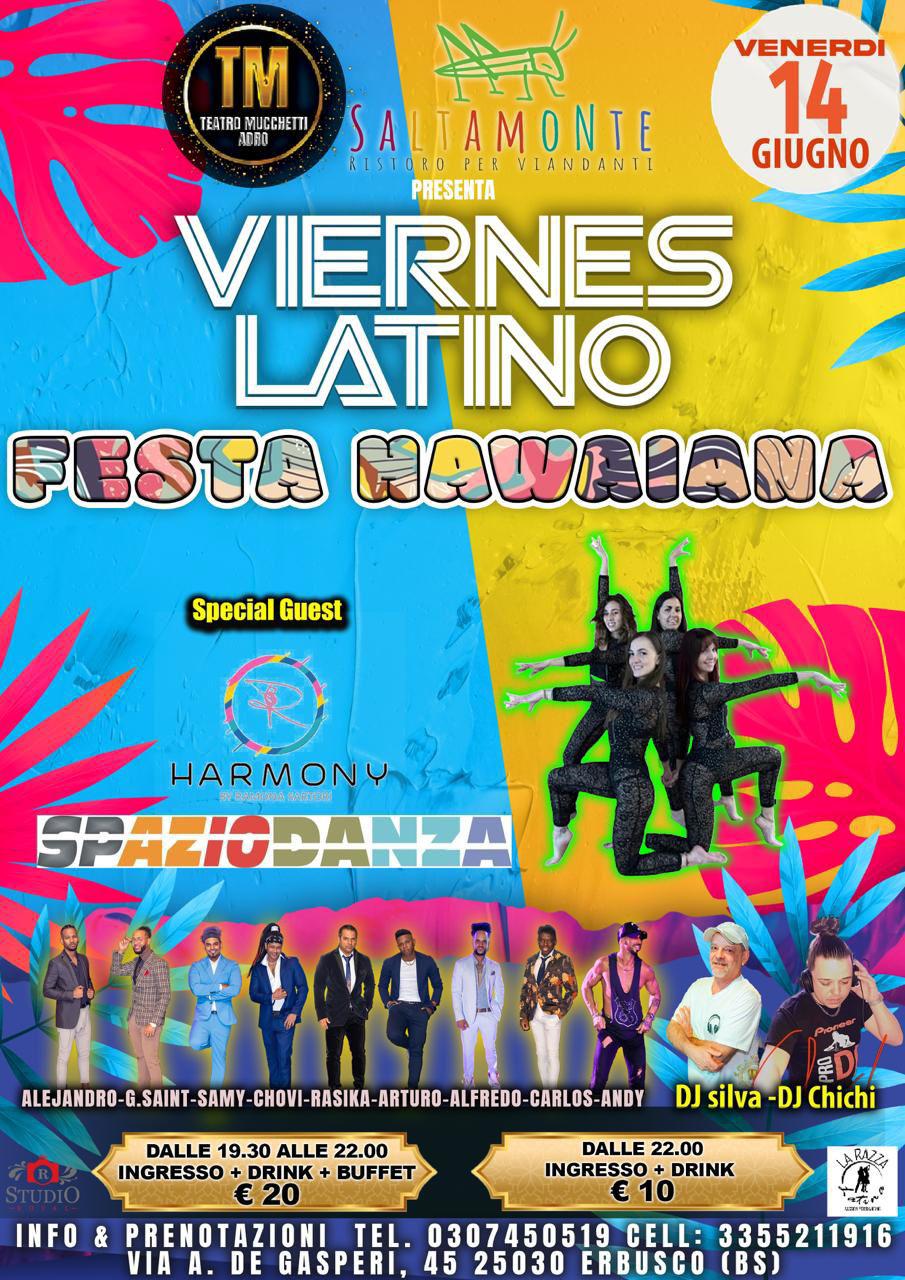 TM
TEATRO MUCCHETTI
ADRO
SALTAMONTE
RISTORO PER VIANDANTI
PRESENTA
VENERDI
14
GIUGNO
VIERNES
LATINO
FESTA HAWAIANA
Special Guest
HARMONY
BY RAMONA SARTORI
SPAZIODANZA
Pioneer
PRO
ALEJANDRO-G.SAINT-SAMY-CHOVI-RASIKA-ARTURO-ALFREDO-CARLOS-ANDY
DJ silva -DJ Chichi
DALLE 19.30 ALLE 22.00
INGRESSO + DRINK + BUFFET
€ 20
DALLE 22.00
INGRESSO + DRINK
€ 10
R
STUDIO
ROYAL
LA RAZZA
INFO & PRENOTAZIONI TEL. 0307450519 CELL: 3355211916
VIA A. DE GASPERI, 45 25030 ERBUSCO (BS)